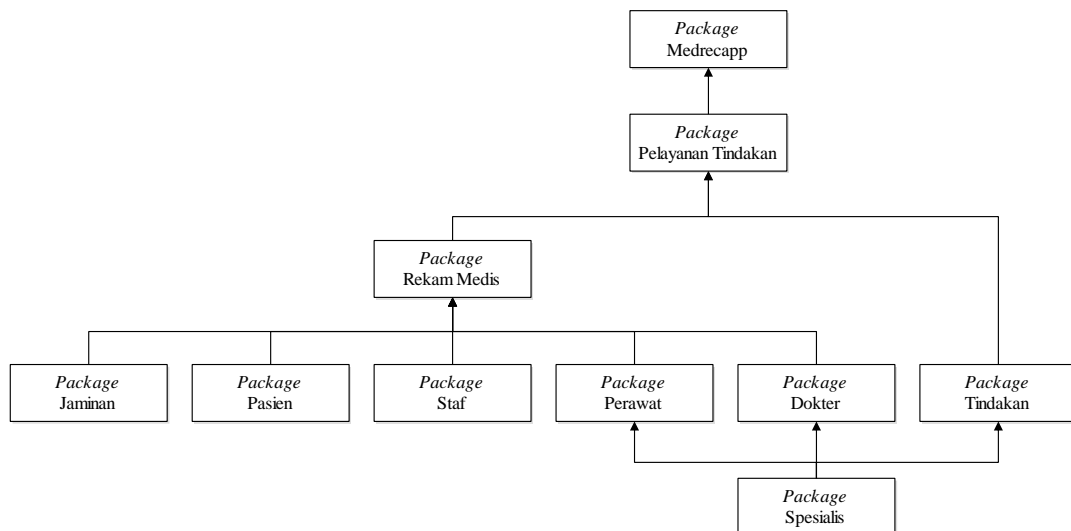 Package
Medrecapp
Package
Pelayanan Tindakan
Package
Rekam Medis
Package
Jaminan
Package
Pasien
Package
Staf
Package
Perawat
Package
Dokter
Package
Tindakan
Package
Spesialis